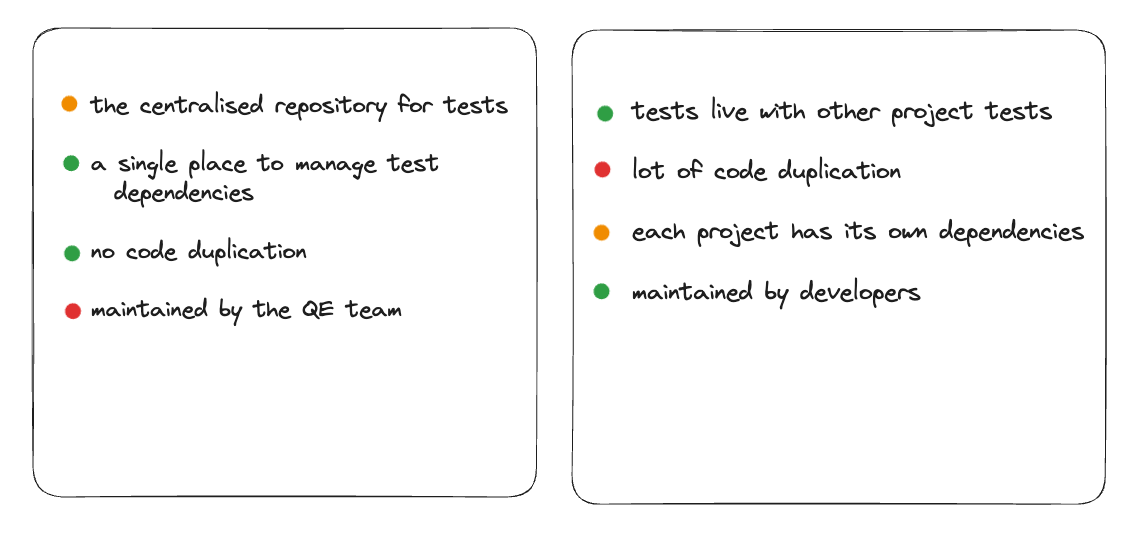 the centralised repository for tests
a single place to manage test
dependencies
no code duplication
maintained by the QE team
tests live with other project tests
lot of code duplication
each project has its own dependencies
maintained by developers